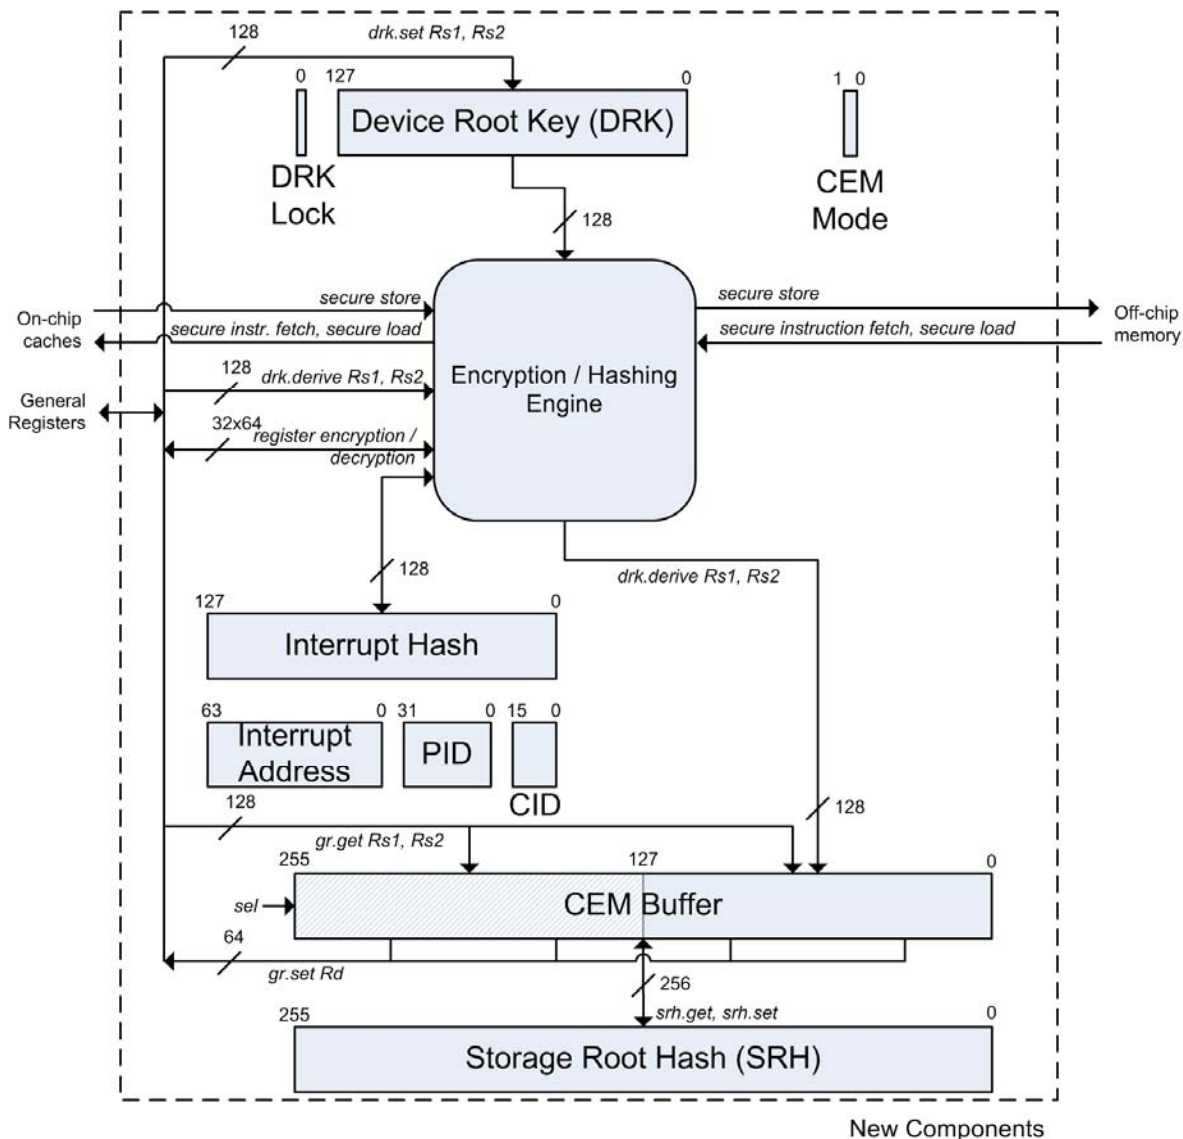 128
drk.set Rs1, Rs2
0
127
0
1
0
Device Root Key (DRK)
DRK
Lock
CEM
Mode
128
secure store
secure store
On-chip
caches
secure instr. fetch, secure load
secure instruction fetch, secure load
Off-chip
memory
128
drk.derive Rs1, Rs2
Encryption / Hashing
Engine
General
Registers
32x64
register encryption /
decryption
128
drk.derive Rs1, Rs2
127
0
Interrupt Hash
63
0
31
0
15
0
Interrupt
Address
PID
CID
128
128
gr.get Rs1, Rs2
255
127
0
sel
CEM Buffer
64
gr.set Rd
256
srh.get, srh.set
255
0
Storage Root Hash (SRH)
New Components